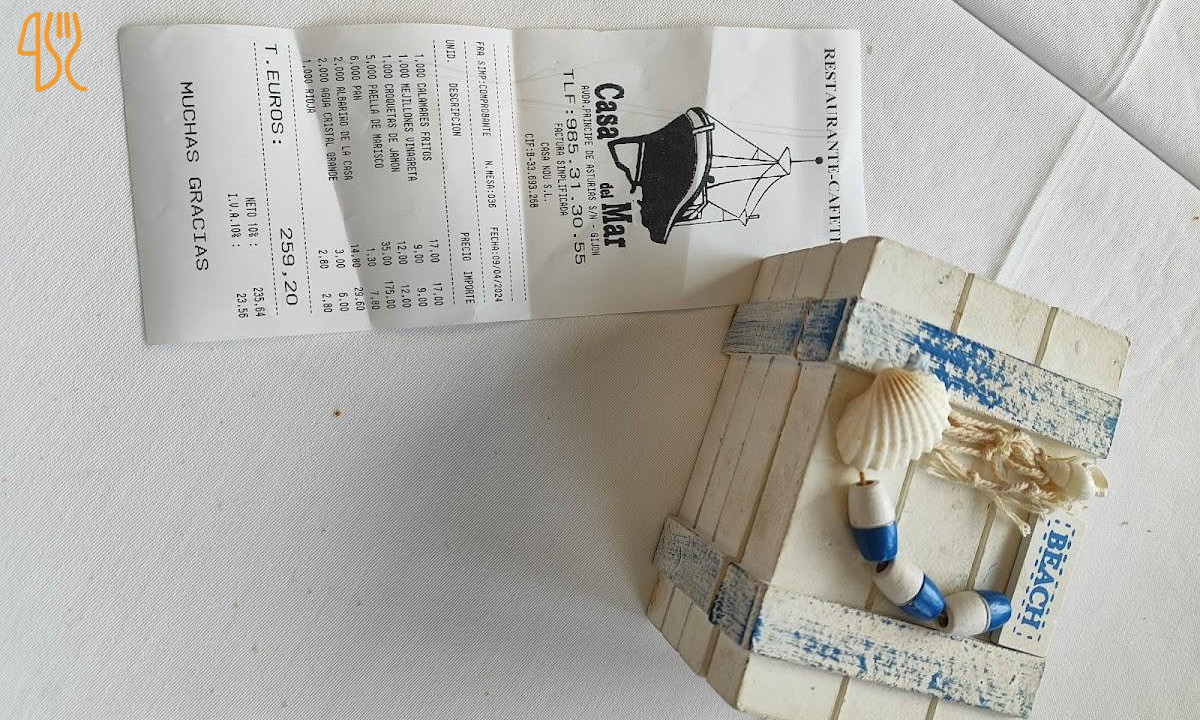 RESTAURANTE-CAFETE
Casa del Mar
AVDA.PRINCIPE DE ASTURIAS S/N - GIJON
TLF:985.31.30.55
FACTURA SIMPLIFICADA
CASA NOU S.L.
CIF:B-33.693.268
FRA SIMP:COMPROBANTE N.MESA:036 FECHA:09/04/2024
UNID. DESCRIPCION PRECIO IMPORTE
1,000 CALAMARES FRITOS 17,00 17,00
1,000 MEJILLONES VINAGRETA 9,00 9,00
1,000 CROQUETAS DE JAMON 12,00 12,00
5,000 PAELLA DE MARISCO 35,00 175,00
6,000 PAN 1,30 7,80
2,000 ALBARIÑO DE LA CASA 14,80 29,60
2,000 AGUA CRISTAL GRANDE 3,00 6,00
1,000 RIOJA 2,80 2,80
T.EUROS: 259,20
NETO 10% : 235,64
I.V.A.10% : 23,56
MUCHAS GRACIAS
BEACH